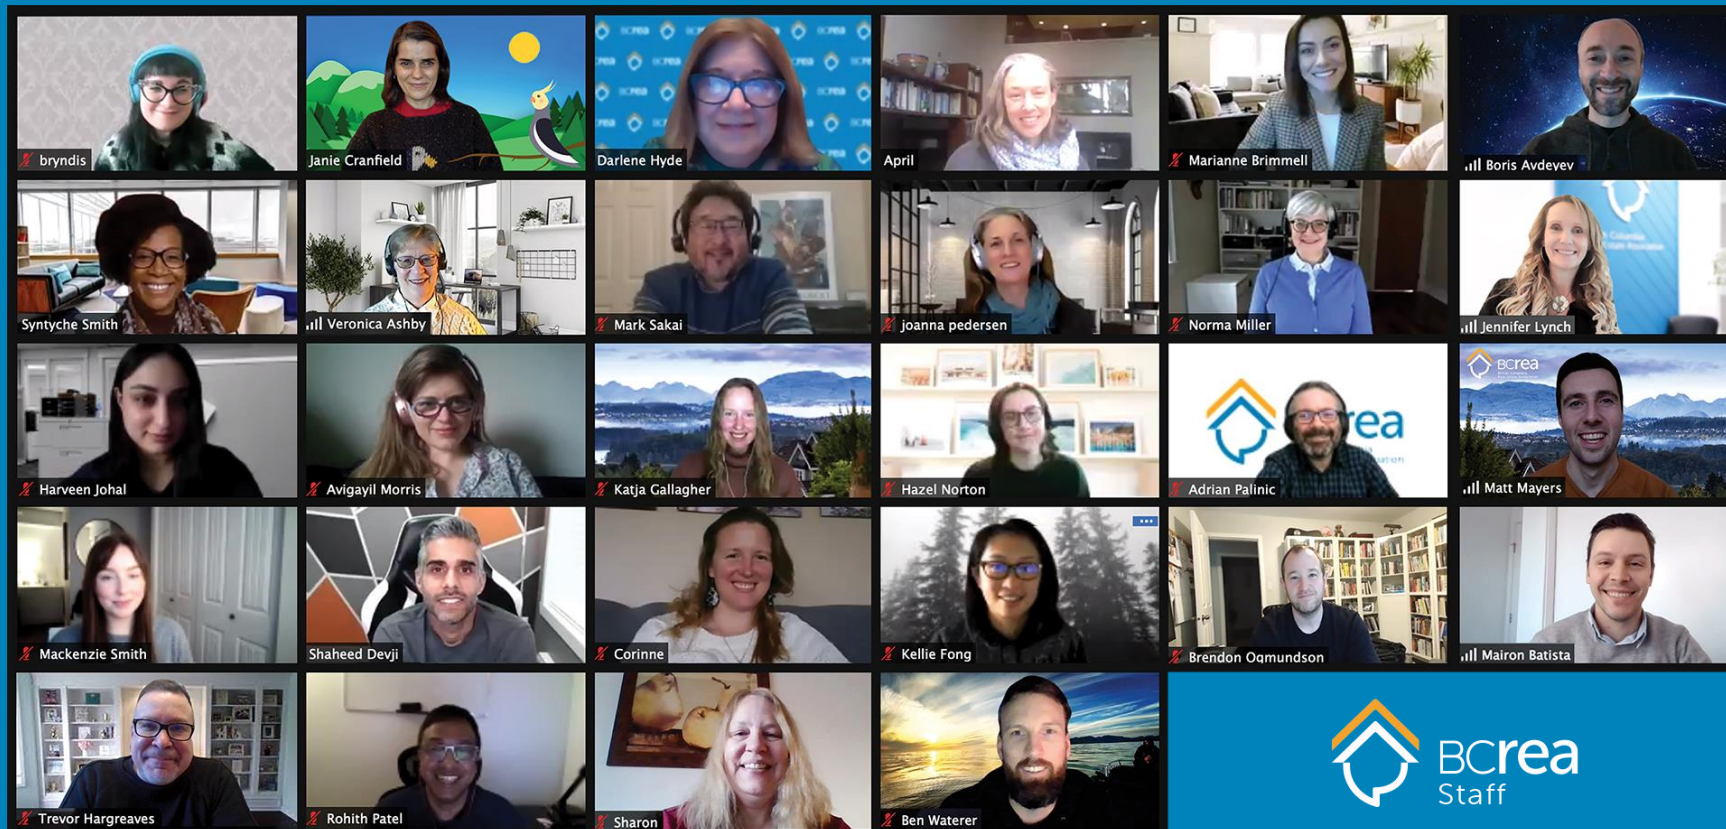 bryndis
Janie Cranfield
Darlene Hyde
April
Marianne Brimmell
Boris Avdeyev
Syntyche Smith
Veronica Ashby
Mark Sakai
joanna pedersen
Norma Miller
Jennifer Lynch
Harveen Johal
Avigayil Morris
Katja Gallagher
Hazel Norton
rea
Adrian Palinic
BCrea
Matt Mayers
Mackenzie Smith
Shaheed Devji
Corinne
Kellie Fong
Brendon Ogmundson
Mairon Batista
Trevor Hargreaves
Rohith Patel
Sharon
Ben Waterer
BCrea
Staff